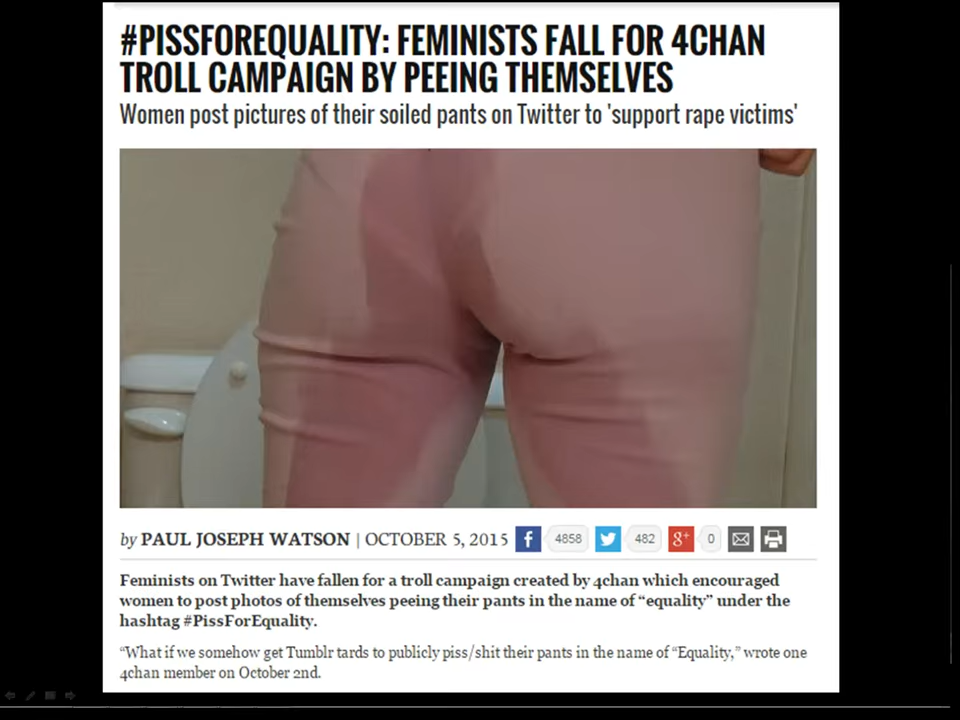 #PISSFOREQUALITY: FEMINISTS FALL FOR 4CHAN
TROLL CAMPAIGN BY PEEING THEMSELVES
Women post pictures of their soiled pants on Twitter to 'support rape victims'
by PAUL JOSEPH WATSON | OCTOBER 5, 2015 f 4858 482 g+ 0
Feminists on Twitter have fallen for a troll campaign created by 4chan which encouraged
women to post photos of themselves peeing their pants in the name of “equality” under the
hashtag #PissForEquality.
“What if we somehow get Tumblr tards to publicly piss/shit their pants in the name of “Equality,” wrote one
4chan member on October 2nd.